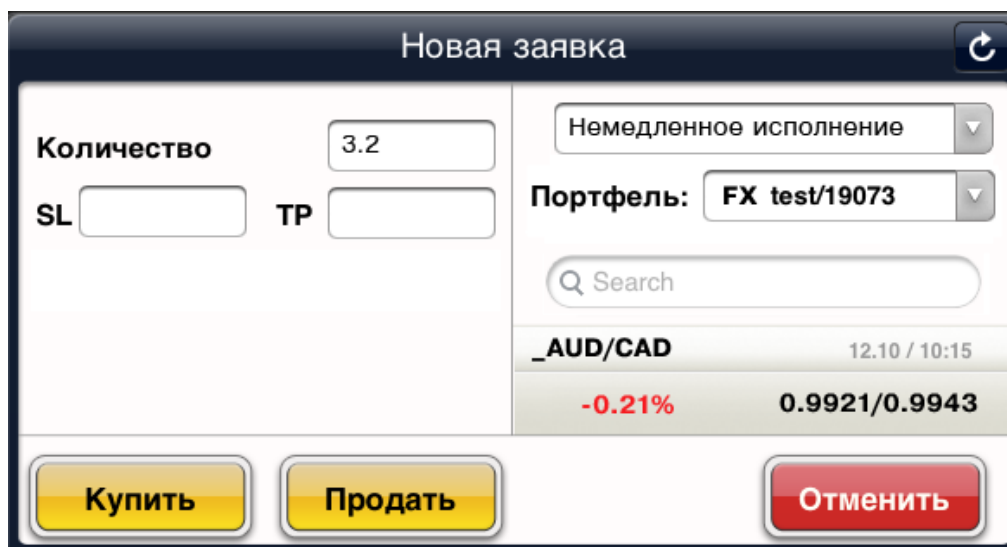 Новая заявка
Количество 3.2
SL TP
Немедленное исполнение
Портфель: FX test/19073
Search
_AUD/CAD 12.10 / 10:15
-0.21% 0.9921/0.9943
Купить Продать Отменить